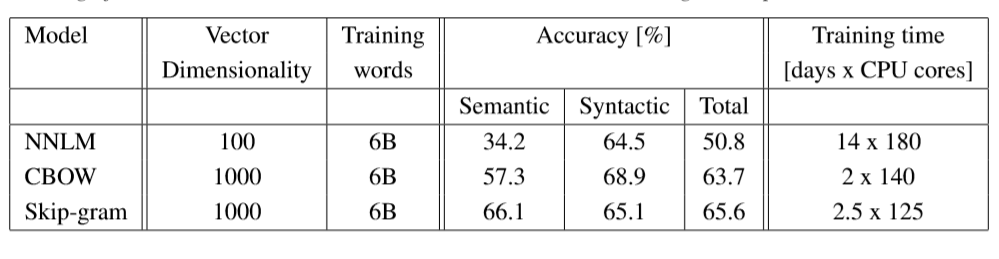 Model Vector Training Accuracy [%] Training time
Dimensionality words [days x CPU cores]
Semantic Syntactic Total
NNLM 100 6B 34.2 64.5 50.8 14 x 180
CBOW 1000 6B 57.3 68.9 63.7 2 x 140
Skip-gram 1000 6B 66.1 65.1 65.6 2.5 x 125